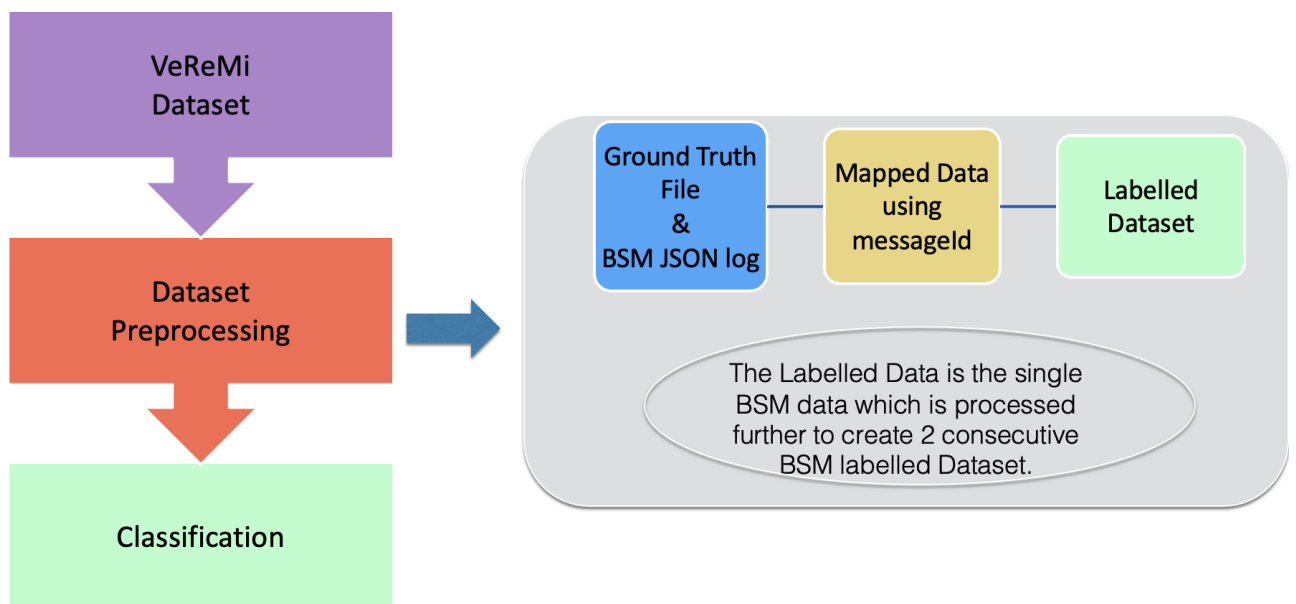 VeReMi
Dataset
Dataset
Preprocessing
Classification
Ground Truth
File
&
BSM JSON log
Mapped Data
using
messageId
Labelled
Dataset
The Labelled Data is the single
BSM data which is processed
further to create 2 consecutive
BSM labelled Dataset.